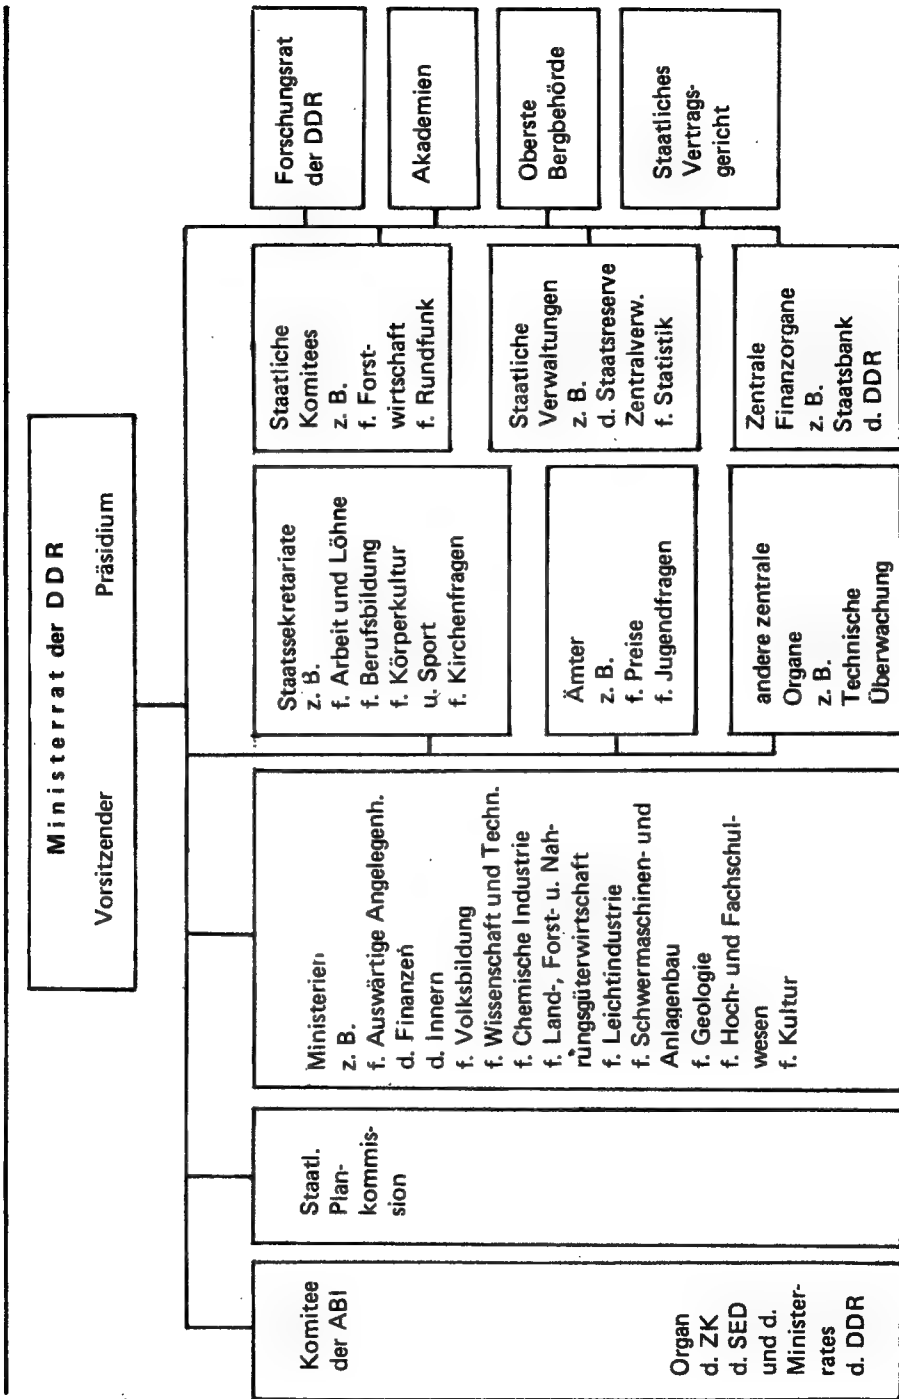 Ministerrat der DDR
Vorsitzender Präsidium
Komitee
der ABI
Organ
d. ZK
d. SED
und d.
Minister-
rates
d. DDR
Staatl.
Plan-
kommis-
sion
Ministerien
z. B.
f. Auswärtige Angelegenh.
d. Finanzen
d. Innern
f. Volksbildung
f. Wissenschaft und Techn.
f. Chemische Industrie
f. Land-, Forst- u. Nah-
rungsgüterwirtschaft
f. Leichtindustrie
f. Schwermaschinen- und
Anlagenbau
f. Geologie
f. Hoch- und Fachschul-
wesen
f. Kultur
Staatssekretariate
z. B.
f. Arbeit und Löhne
f. Berufsbildung
f. Körperkultur
u. Sport
f. Kirchenfragen
Ämter
z. B.
f. Preise
f. Jugendfragen
andere zentrale
Organe
z. B.
Technische
Überwachung
Staatliche
Komitees
z. B.
f. Forst-
wirtschaft
f. Rundfunk
Staatliche
Verwaltungen
z. B.
d. Staatsreserve
Zentralverw.
f. Statistik
Zentrale
Finanzorgane
z. B.
Staatsbank
d. DDR
Forschungsrat
der DDR
Akademien
Oberste
Bergbehörde
Staatliches
Vertrags-
gericht